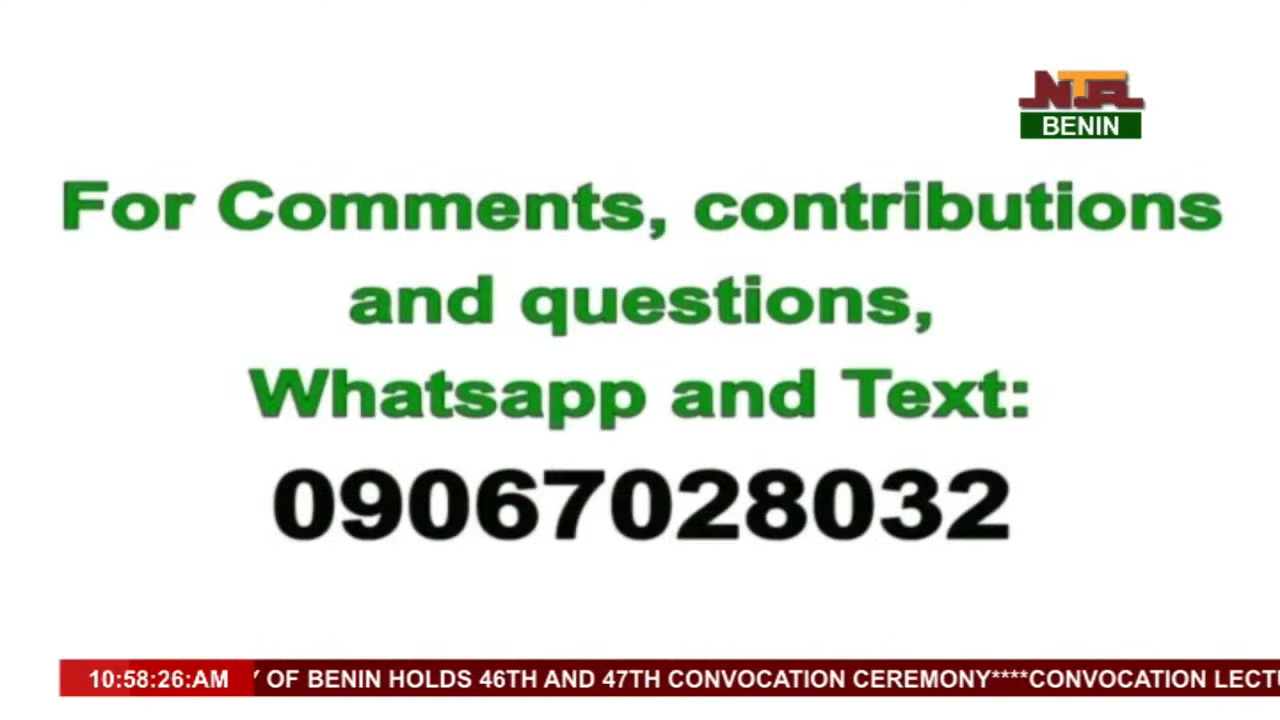 NTA
BENIN
For Comments, contributions
and questions,
Whatsapp and Text:
09067028032
10:58:26:AM Y OF BENIN HOLDS 46TH AND 47TH CONVOCATION CEREMONY****CONVOCATION LECTU